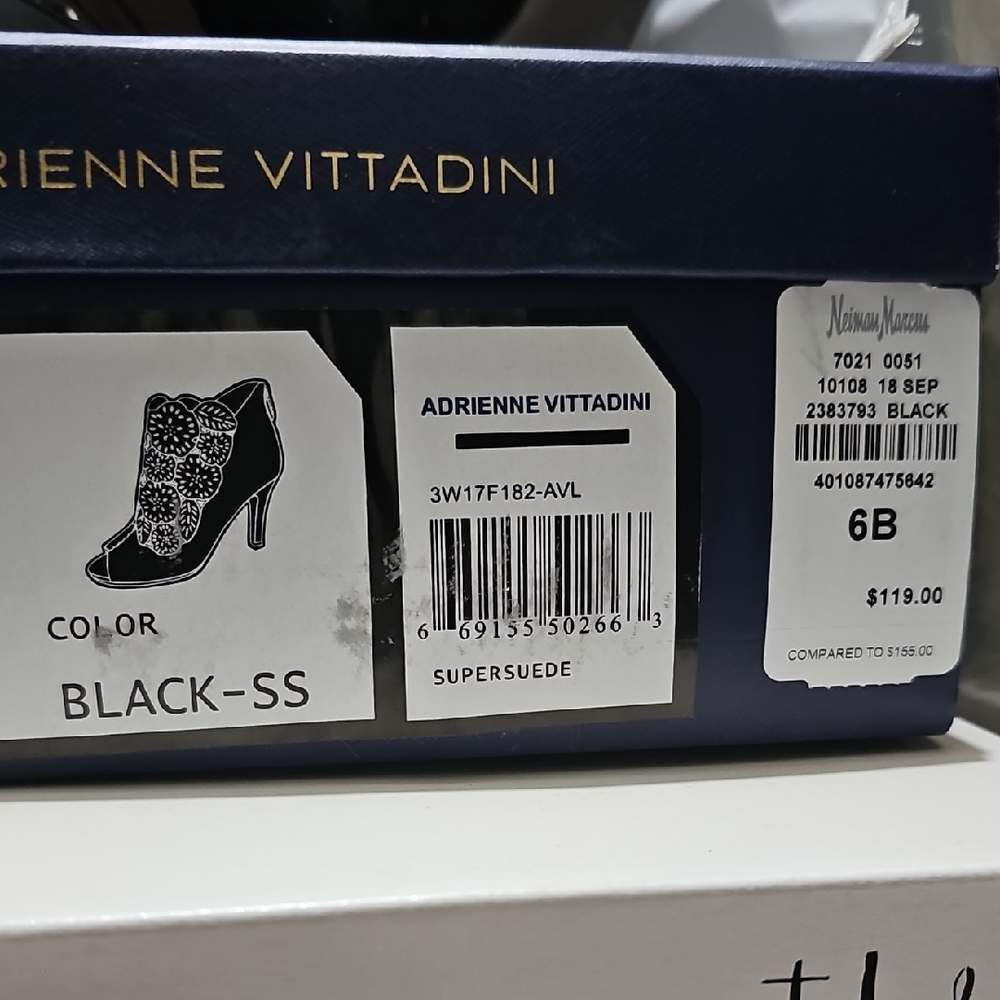 RIENNE VITTADINI
COLOR
BLACK-SS
ADRIENNE VITTADINI
3W17F182-AVL
6 69155 50266 3
SUPERSUEDE
Neiman Marcus
7021 0051
10108 18 SEP
2383793 BLACK
401087475642
6B
$119.00
COMPARED TO $155.00